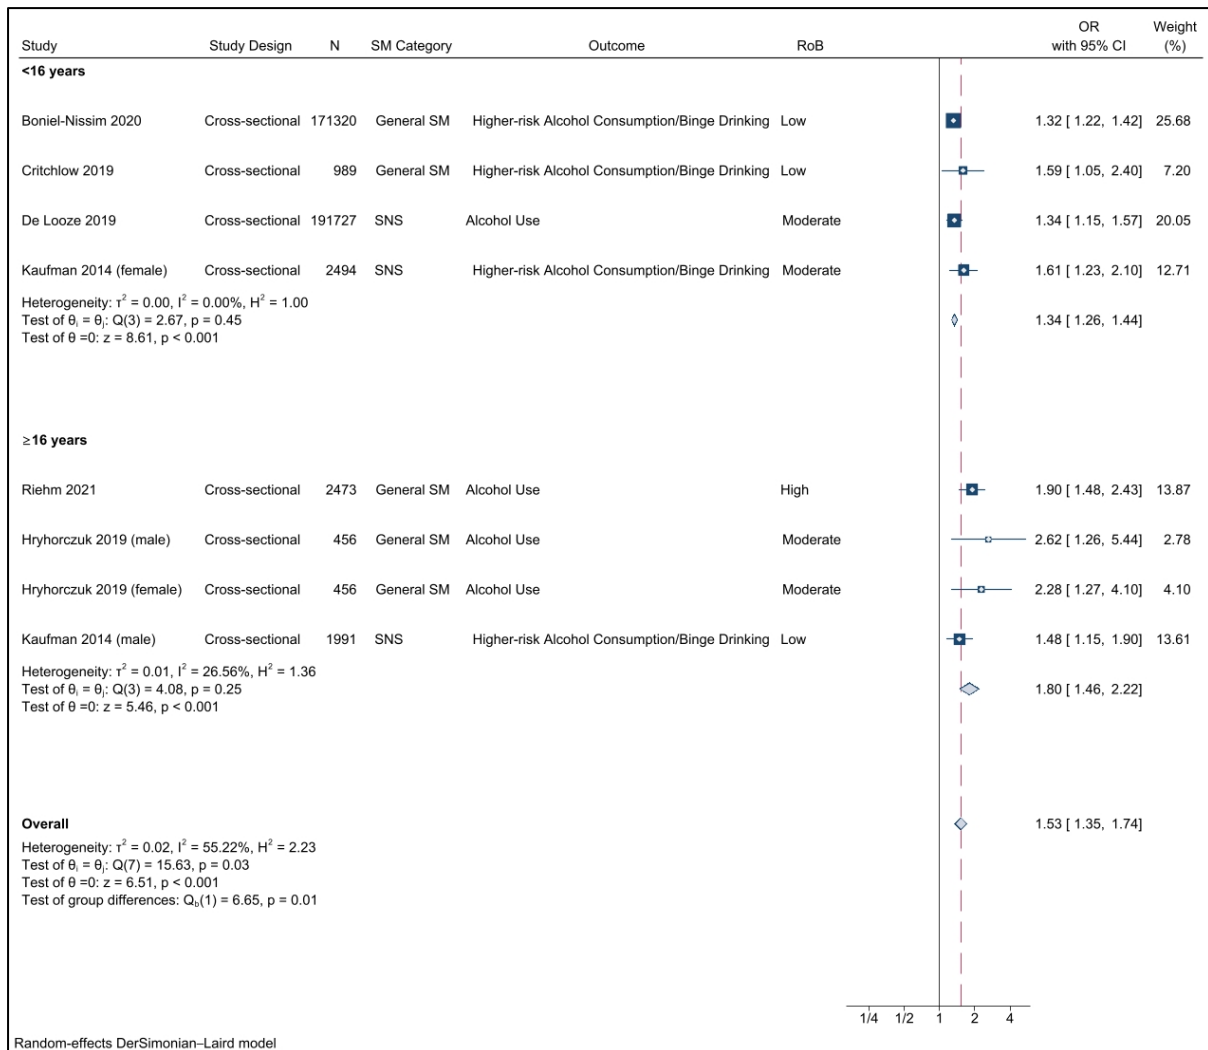 OR Weight
Study Study Design N SM Category Outcome RoB with 95% CI (%)
<16 years
Boniel-Nissim 2020 Cross-sectional 171320 General SM Higher-risk Alcohol Consumption/Binge Drinking Low 1.32 [ 1.22, 1.42] 25.68
Critchlow 2019 Cross-sectional 989 General SM Higher-risk Alcohol Consumption/Binge Drinking Low 1.59 [ 1.05, 2.40] 7.20
De Looze 2019 Cross-sectional 191727 SNS Alcohol Use Moderate 1.34 [ 1.15, 1.57] 20.05
Kaufman 2014 (female) Cross-sectional 2494 SNS Higher-risk Alcohol Consumption/Binge Drinking Moderate 1.61 [ 1.23, 2.10] 12.71
Heterogeneity: τ² = 0.00, I² = 0.00%, H² = 1.00
Test of θᵢ = θⱼ: Q(3) = 2.67, p = 0.45 1.34 [ 1.26, 1.44]
Test of θ =0: z = 8.61, p < 0.001
≥16 years
Riehm 2021 Cross-sectional 2473 General SM Alcohol Use High 1.90 [ 1.48, 2.43] 13.87
Hryhorczuk 2019 (male) Cross-sectional 456 General SM Alcohol Use Moderate 2.62 [ 1.26, 5.44] 2.78
Hryhorczuk 2019 (female) Cross-sectional 456 General SM Alcohol Use Moderate 2.28 [ 1.27, 4.10] 4.10
Kaufman 2014 (male) Cross-sectional 1991 SNS Higher-risk Alcohol Consumption/Binge Drinking Low 1.48 [ 1.15, 1.90] 13.61
Heterogeneity: τ² = 0.01, I² = 26.56%, H² = 1.36
Test of θᵢ = θⱼ: Q(3) = 4.08, p = 0.25 1.80 [ 1.46, 2.22]
Test of θ =0: z = 5.46, p < 0.001
Overall 1.53 [ 1.35, 1.74]
Heterogeneity: τ² = 0.02, I² = 55.22%, H² = 2.23
Test of θᵢ = θⱼ: Q(7) = 15.63, p = 0.03
Test of θ =0: z = 6.51, p < 0.001
Test of group differences: Q_b(1) = 6.65, p = 0.01
1/4 1/2 1 2 4
Random-effects DerSimonian–Laird model